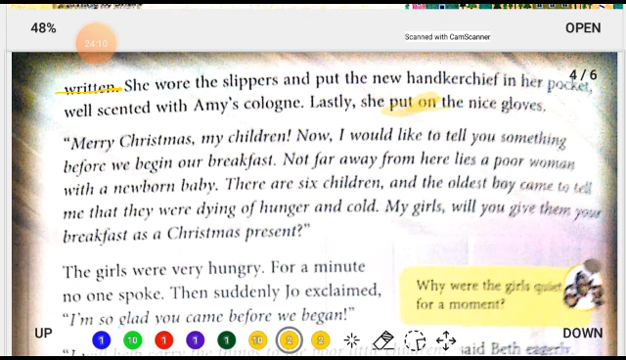 48%
OPEN
24:10
Scanned with CamScanner
4 / 6
written. She wore the slippers and put the new handkerchief in her pocket,
well scented with Amy's cologne. Lastly, she put on the nice gloves.
"Merry Christmas, my children! Now, I would like to tell you something
before we begin our breakfast. Not far away from here lies a poor woman
with a newborn baby. There are six children, and the oldest boy came to tell
me that they were dying of hunger and cold. My girls, will you give them your
breakfast as a Christmas present?"
The girls were very hungry. For a minute
no one spoke. Then suddenly Jo exclaimed,
"I'm so glad you came before we began!"
Why were the girls quiet
for a moment?
UP
1 10 1 1 1 10 2 2
DOWN
said Beth eagerly